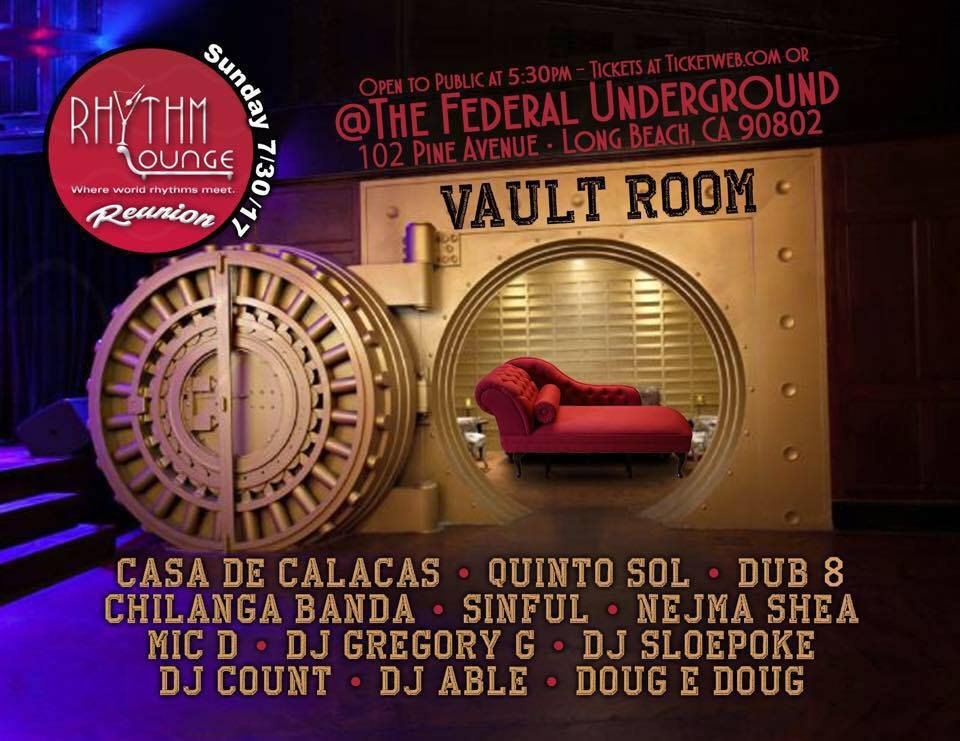 RHYTHM
LOUNGE
Where world rhythms meet.
Reunion
Sunday 7/30/17
Open to Public at 5:30pm – Tickets at Ticketweb.com or
@The Federal Underground
102 Pine Avenue · Long Beach, CA 90802
VAULT ROOM
CASA DE CALACAS • QUINTO SOL • DUB 8
CHILANGA BANDA • SINFUL • NEJMA SHEA
MIC D • DJ GREGORY G • DJ SLOEPOKE
DJ COUNT • DJ ABLE • DOUG E DOUG